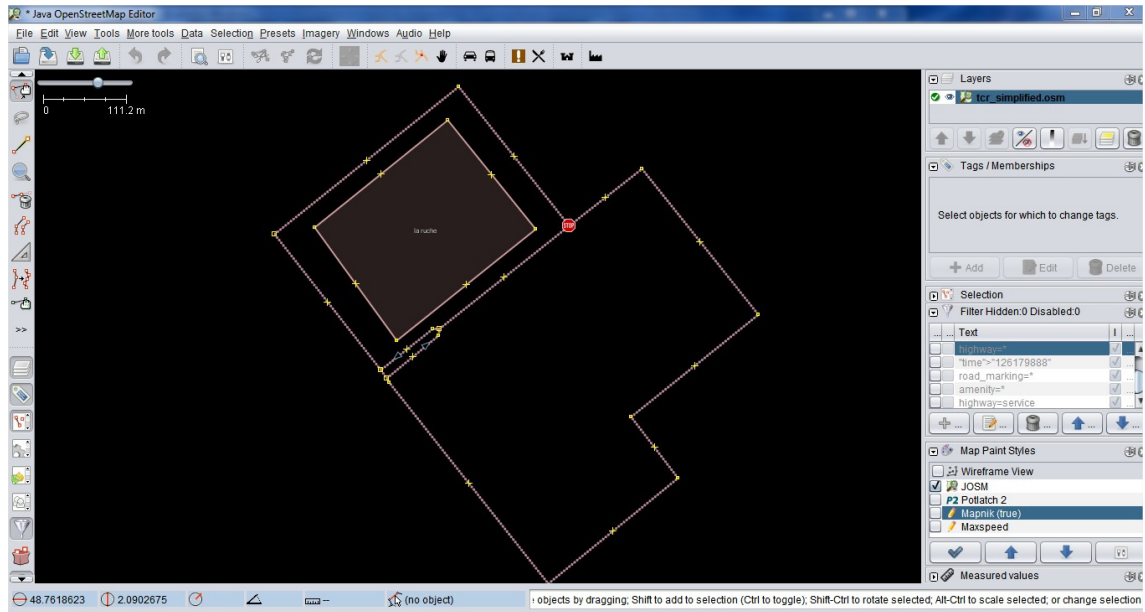 * Java OpenStreetMap Editor
File Edit View Tools More tools Data Selection Presets Imagery Windows Audio Help
0 111.2 m
la ruche
STOP
>>
Layers
tcr_simplified.osm
Tags / Memberships
Select objects for which to change tags.
Add Edit Delete
Selection
Filter Hidden:0 Disabled:0
... ... Text I ...
highway=*
"time">"126179888"
road_marking=*
amenity=*
highway=service
... ... ... ... ...
Map Paint Styles
Wireframe View
JOSM
P2 Potlatch 2
Mapnik (true)
Maxspeed
Measured values
48.7618623 2.0902675 -- (no object) objects by dragging; Shift to add to selection (Ctrl to toggle); Shift-Ctrl to rotate selected; Alt-Ctrl to scale selected; or change selection